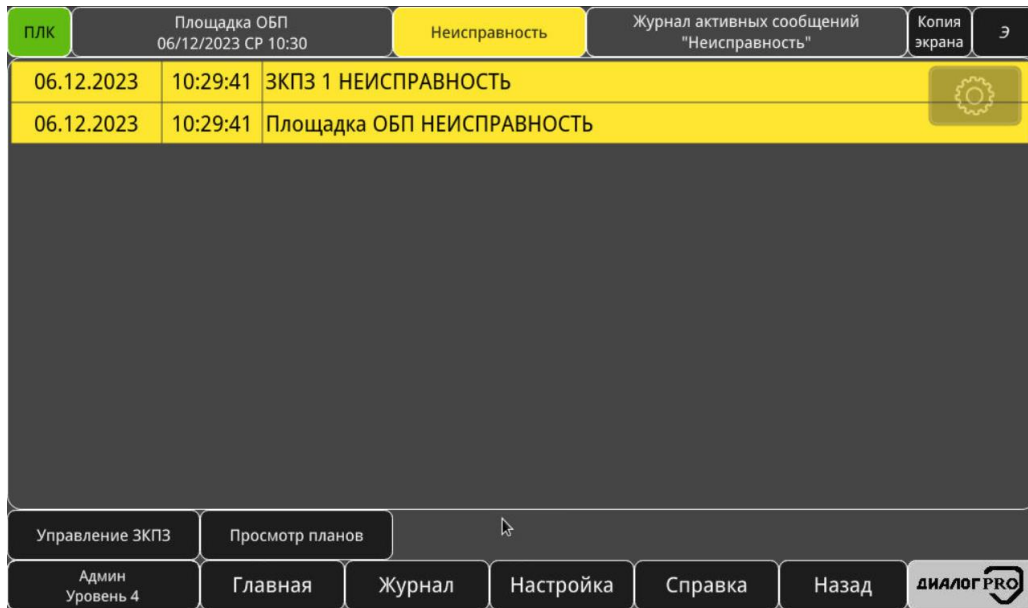 ПЛК
Площадка ОБП
06/12/2023 СР 10:30
Неисправность
Журнал активных сообщений
"Неисправность"
Копия
экрана
Э
06.12.2023 10:29:41 ЗКПЗ 1 НЕИСПРАВНОСТЬ
06.12.2023 10:29:41 Площадка ОБП НЕИСПРАВНОСТЬ
Управление ЗКПЗ
Просмотр планов
Админ
Уровень 4
Главная
Журнал
Настройка
Справка
Назад
ДИАЛОГ PRO